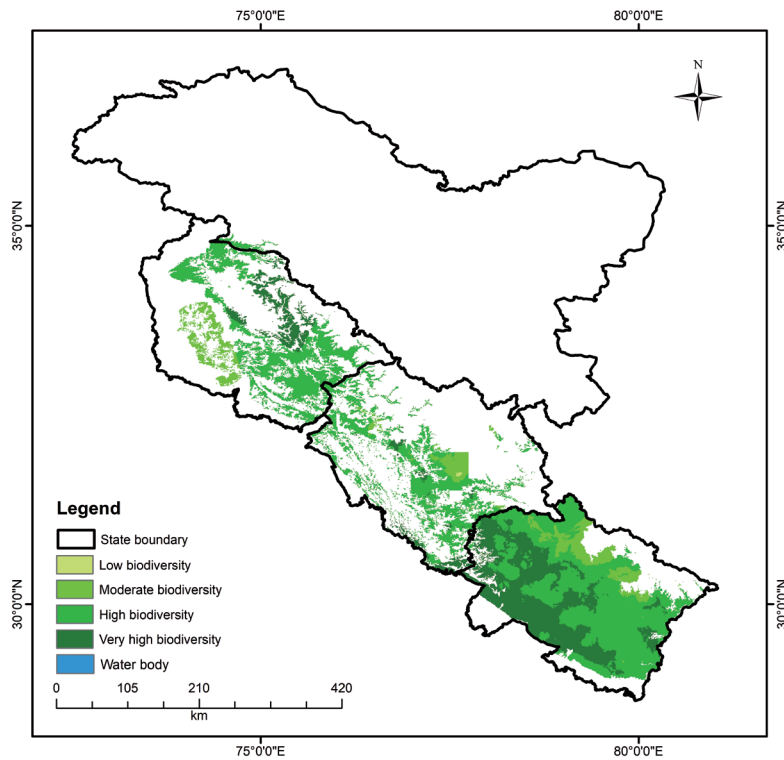 75°0'0"E 80°0'0"E
N
35°0'0"N 35°0'0"N
Legend
State boundary
Low biodiversity
Moderate biodiversity
High biodiversity
Very high biodiversity
Water body
30°0'0"N 30°0'0"N
0 105 210 420
km
75°0'0"E 80°0'0"E